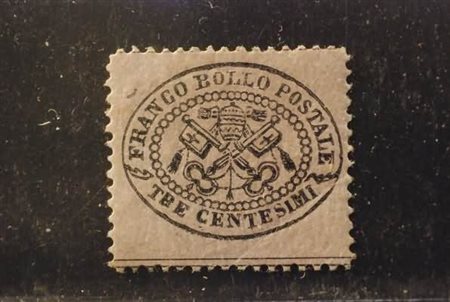 FRANCO BOLLO POSTALE
TRE CENTESIMI